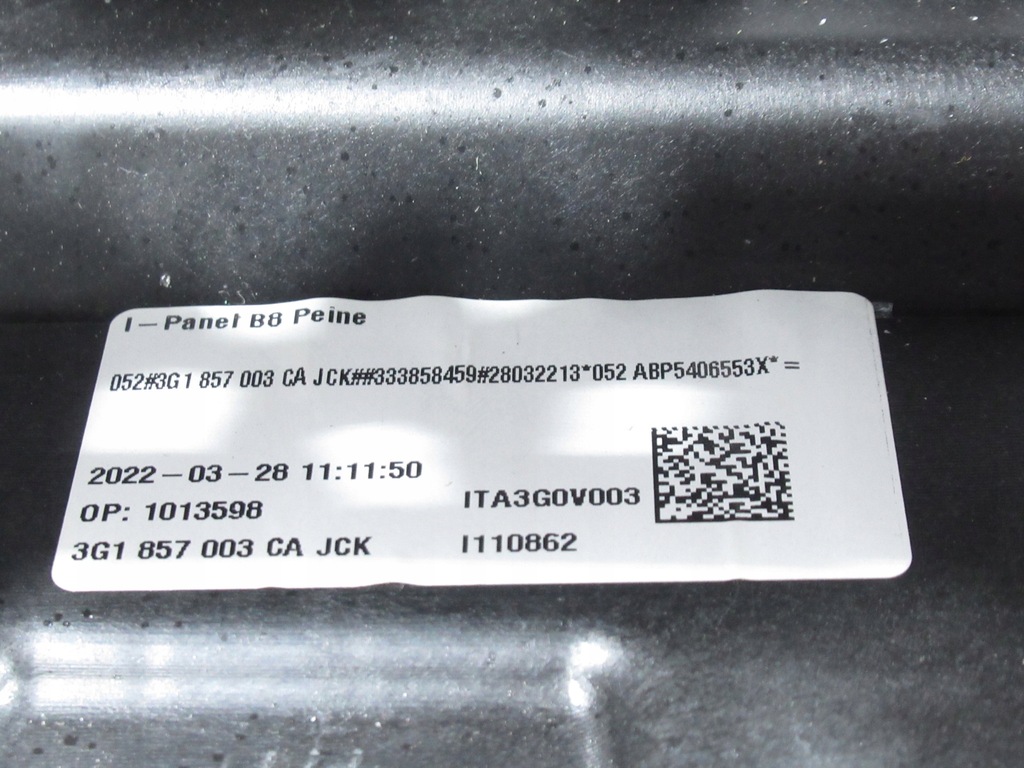 I-Panel B8 Peine
052#3G1 857 003 CA JCK##333858459#28032213*052 ABP5406553X*=
2022-03-28 11:11:50
OP: 1013598
ITA3G0V003
3G1 857 003 CA JCK
I110862